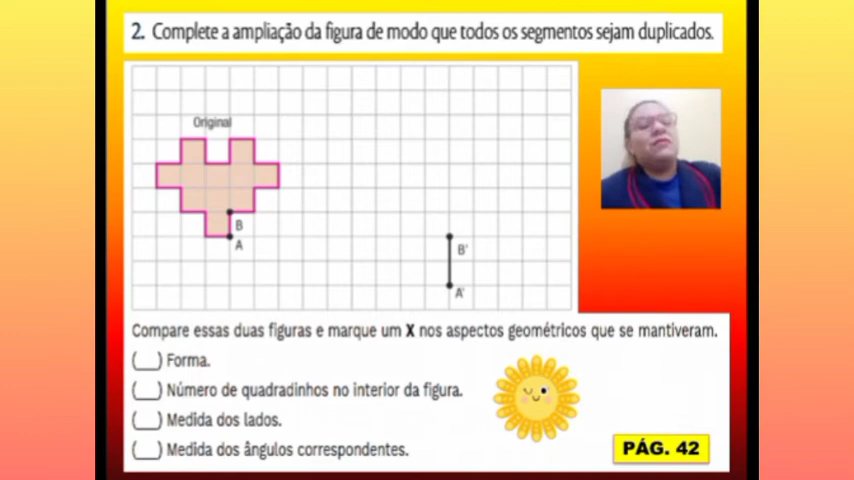 2. Complete a ampliação da figura de modo que todos os segmentos sejam duplicados.
Original
B
A
B'
A'
Compare essas duas figuras e marque um X nos aspectos geométricos que se mantiveram.
(__) Forma.
(__) Número de quadradinhos no interior da figura.
(__) Medida dos lados.
(__) Medida dos ângulos correspondentes.
PÁG. 42